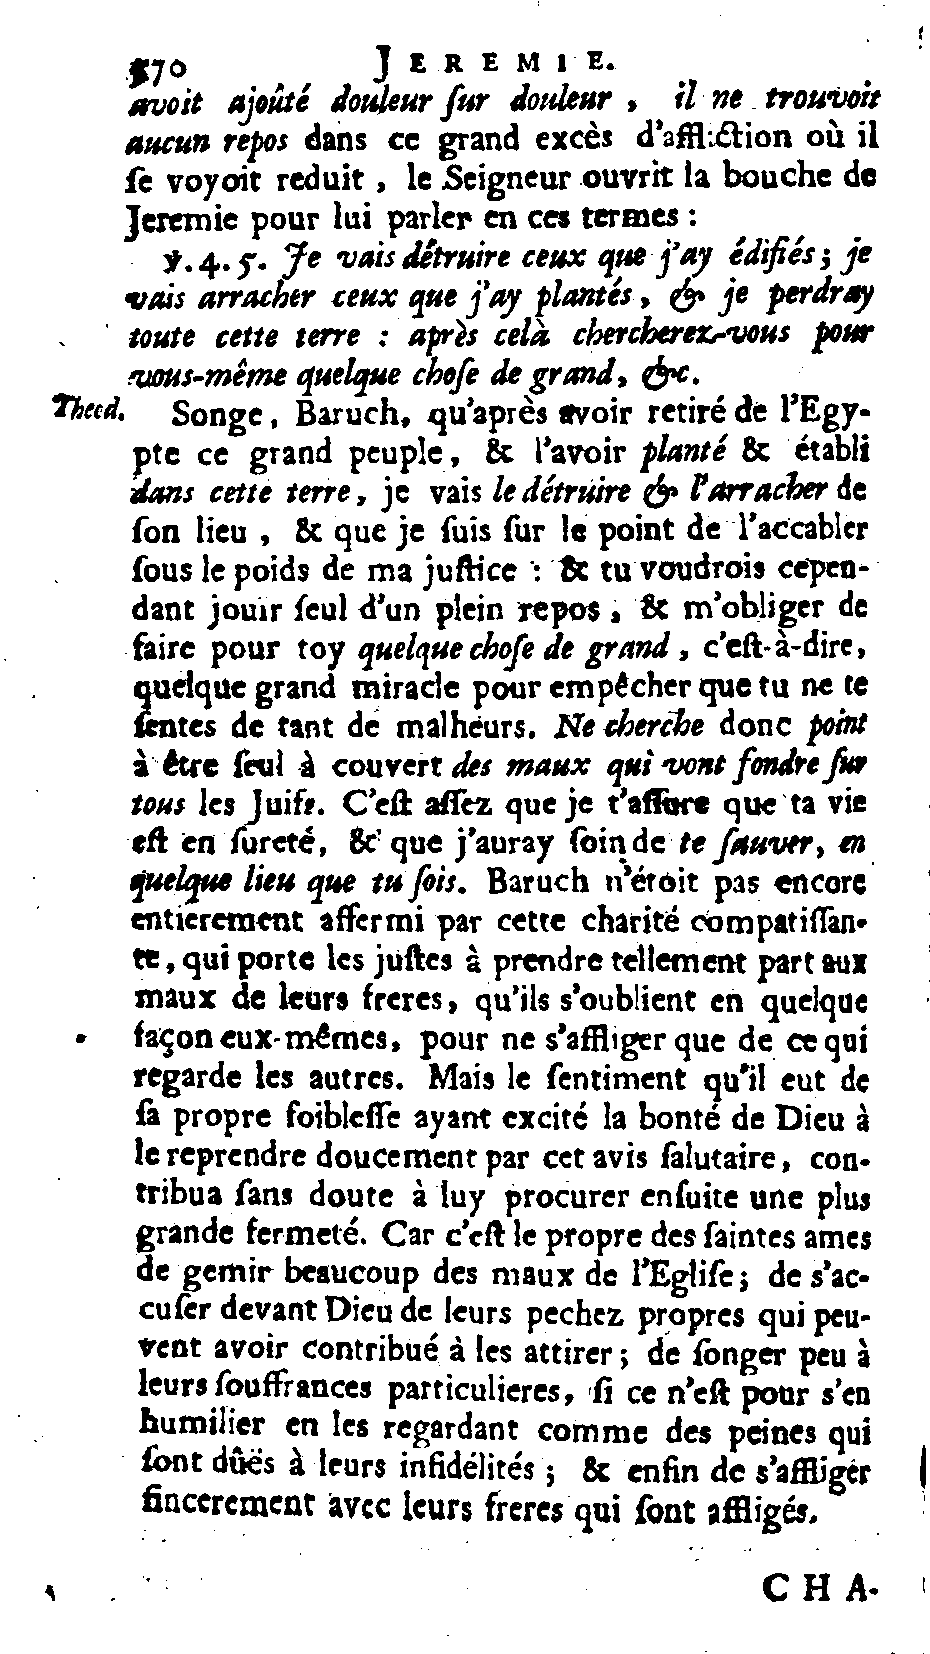 570 JEREMIE.
avoit ajoûté douleur ſur douleur, il ne trouvoit
aucun repos dans ce grand excès d'affliction où il
ſe voyoit reduit, le Seigneur ouvrit la bouche de
Jeremie pour lui parler en ces termes :
℣. 4. 5. Je vais détruire ceux que j'ay édifiés; je
vais arracher ceux que j'ay plantés, & je perdray
toute cette terre : après celà chercherez-vous pour
vous-même quelque choſe de grand, &c.
Theod. Songe, Baruch, qu'après avoir retiré de l'Egy-
pte ce grand peuple, & l'avoir planté & établi
dans cette terre, je vais le détruire & l'arracher de
ſon lieu, & que je ſuis ſur le point de l'accabler
ſous le poids de ma juſtice : & tu voudrois cepen-
dant jouir ſeul d'un plein repos, & m'obliger de
faire pour toy quelque choſe de grand, c'eſt-à-dire,
quelque grand miracle pour empêcher que tu ne te
ſentes de tant de malheurs. Ne cherche donc point
à être ſeul à couvert des maux qui vont fondre ſur
tous les Juifs. C'eſt aſſez que je t'aſſure que ta vie
eſt en ſureté, & que j'auray ſoin de te ſauver, en
quelque lieu que tu ſois. Baruch n'étoit pas encore
entierement affermi par cette charité compatiſſan-
te, qui porte les juſtes à prendre tellement part aux
maux de leurs freres, qu'ils s'oublient en quelque
façon eux-mêmes, pour ne s'affliger que de ce qui
regarde les autres. Mais le ſentiment qu'il eut de
ſa propre foibleſſe ayant excité la bonté de Dieu à
le reprendre doucement par cet avis ſalutaire, con-
tribua ſans doute à luy procurer enſuite une plus
grande fermeté. Car c'eſt le propre des ſaintes ames
de gemir beaucoup des maux de l'Egliſe; de s'ac-
cuſer devant Dieu de leurs pechez propres qui peu-
vent avoir contribué à les attirer; de ſonger peu à
leurs ſouffrances particulieres, ſi ce n'eſt pour s'en
humilier en les regardant comme des peines qui
ſont dûës à leurs infidélités; & enfin de s'affliger
ſincerement avec leurs freres qui ſont affligés.
CHA-